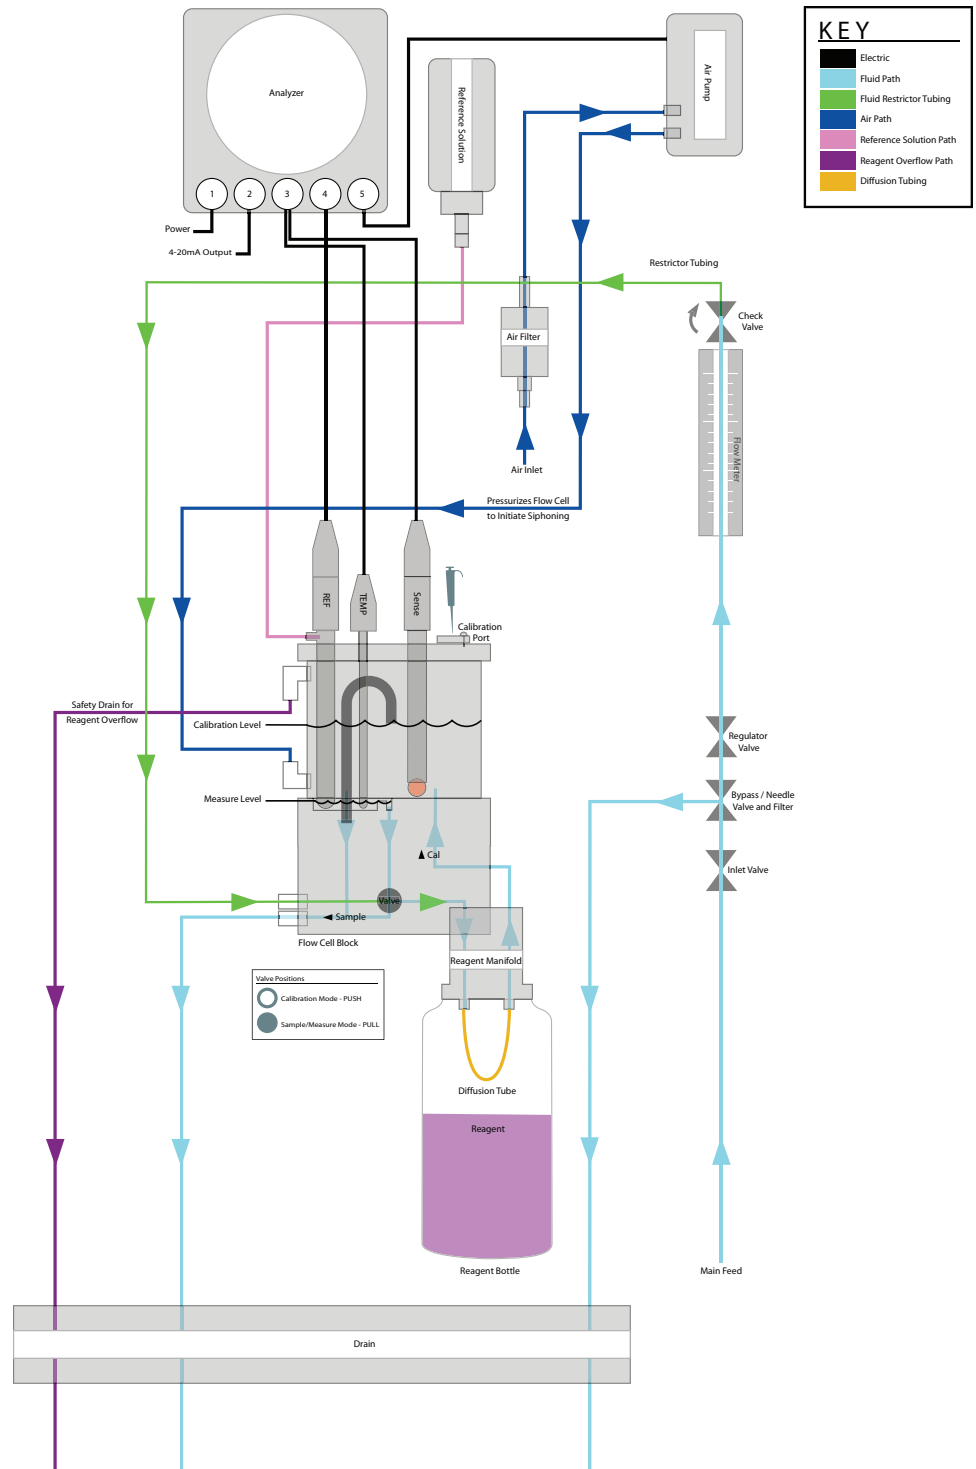 KEY
Electric
Fluid Path
Fluid Restrictor Tubing
Air Path
Reference Solution Path
Reagent Overflow Path
Diffusion Tubing
Analyzer
1 2 3 4 5
Power
4-20mA Output
Reference Solution
Air Pump
Restrictor Tubing
Check
Valve
Air Filter
Flow Meter
Air Inlet
Pressurizes Flow Cell
to Initiate Siphoning
REF
TEMP
Sense
Calibration
Port
Safety Drain for
Reagent Overflow
Calibration Level
Regulator
Valve
Measure Level
Bypass / Needle
Valve and Filter
Cal
Inlet Valve
Valve
Sample
Flow Cell Block
Reagent Manifold
Valve Positions
Calibration Mode - PUSH
Sample/Measure Mode - PULL
Diffusion Tube
Reagent
Reagent Bottle
Main Feed
Drain